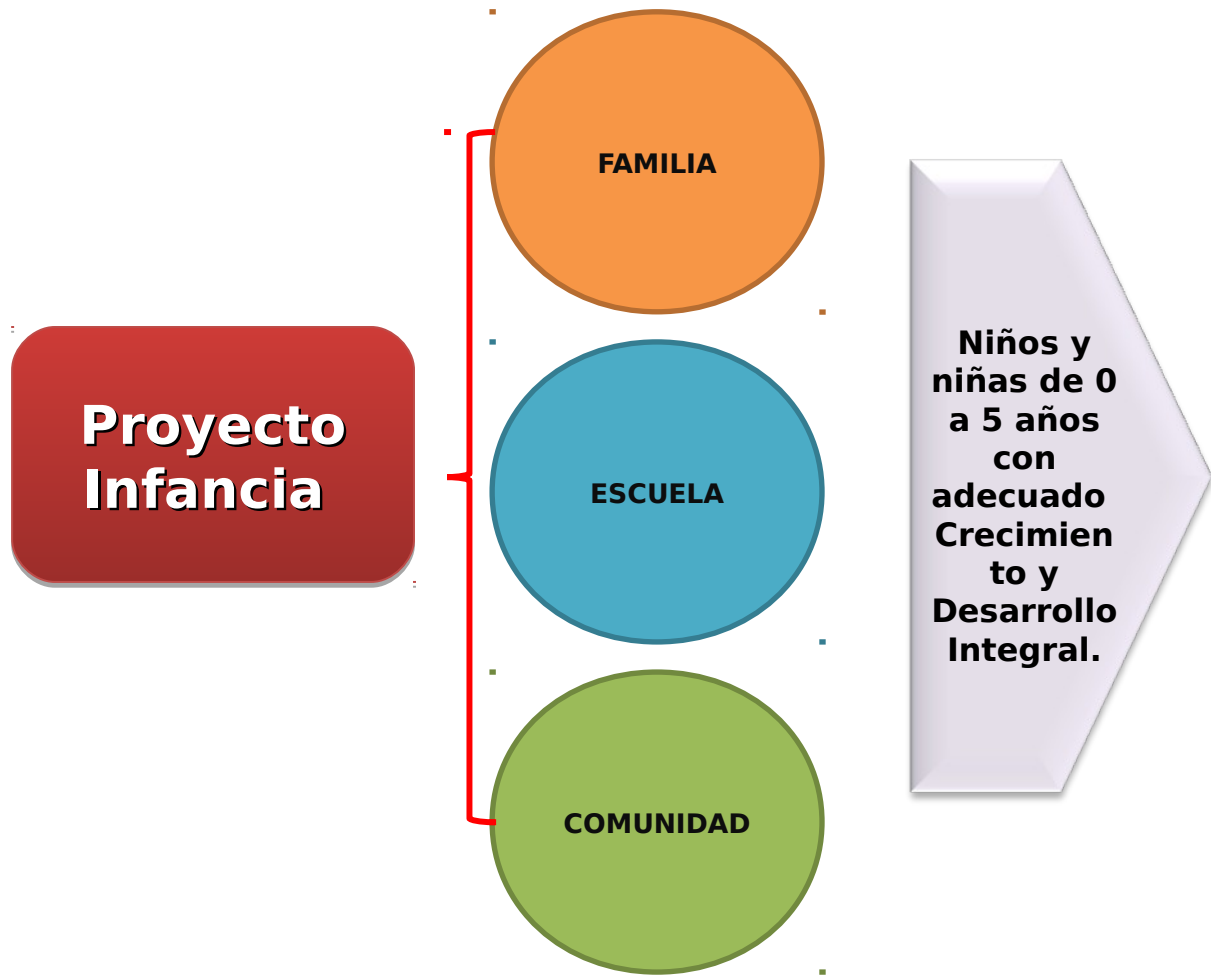 Proyecto
Infancia
FAMILIA
ESCUELA
COMUNIDAD
Niños y
niñas de 0
a 5 años
con
adecuado
Crecimien
to y
Desarrollo
Integral.